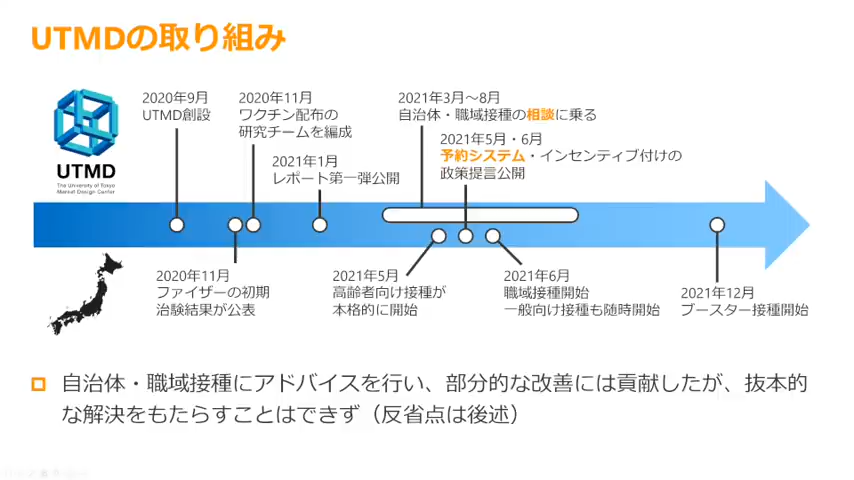 UTMDの取り組み
2020年9月
UTMD創設
2020年11月
ワクチン配布の
研究チームを編成
2021年1月
レポート第一弾公開
2021年3月～8月
自治体・職域接種の相談に乗る
2021年5月・6月
予約システム・インセンティブ付けの
政策提言公開
UTMD
The University of Tokyo
Market Design Center
2020年11月
ファイザーの初期
治験結果が公表
2021年5月
高齢者向け接種が
本格的に開始
2021年6月
職域接種開始
一般向け接種も随時開始
2021年12月
ブースター接種開始
自治体・職域接種にアドバイスを行い、部分的な改善には貢献したが、抜本的
な解決をもたらすことはできず（反省点は後述）